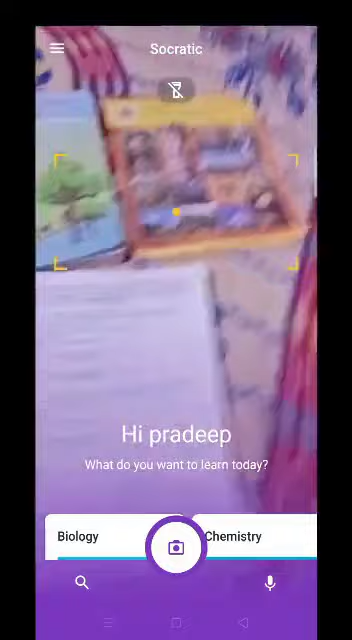 Socratic
Hi pradeep
What do you want to learn today?
Biology
Chemistry